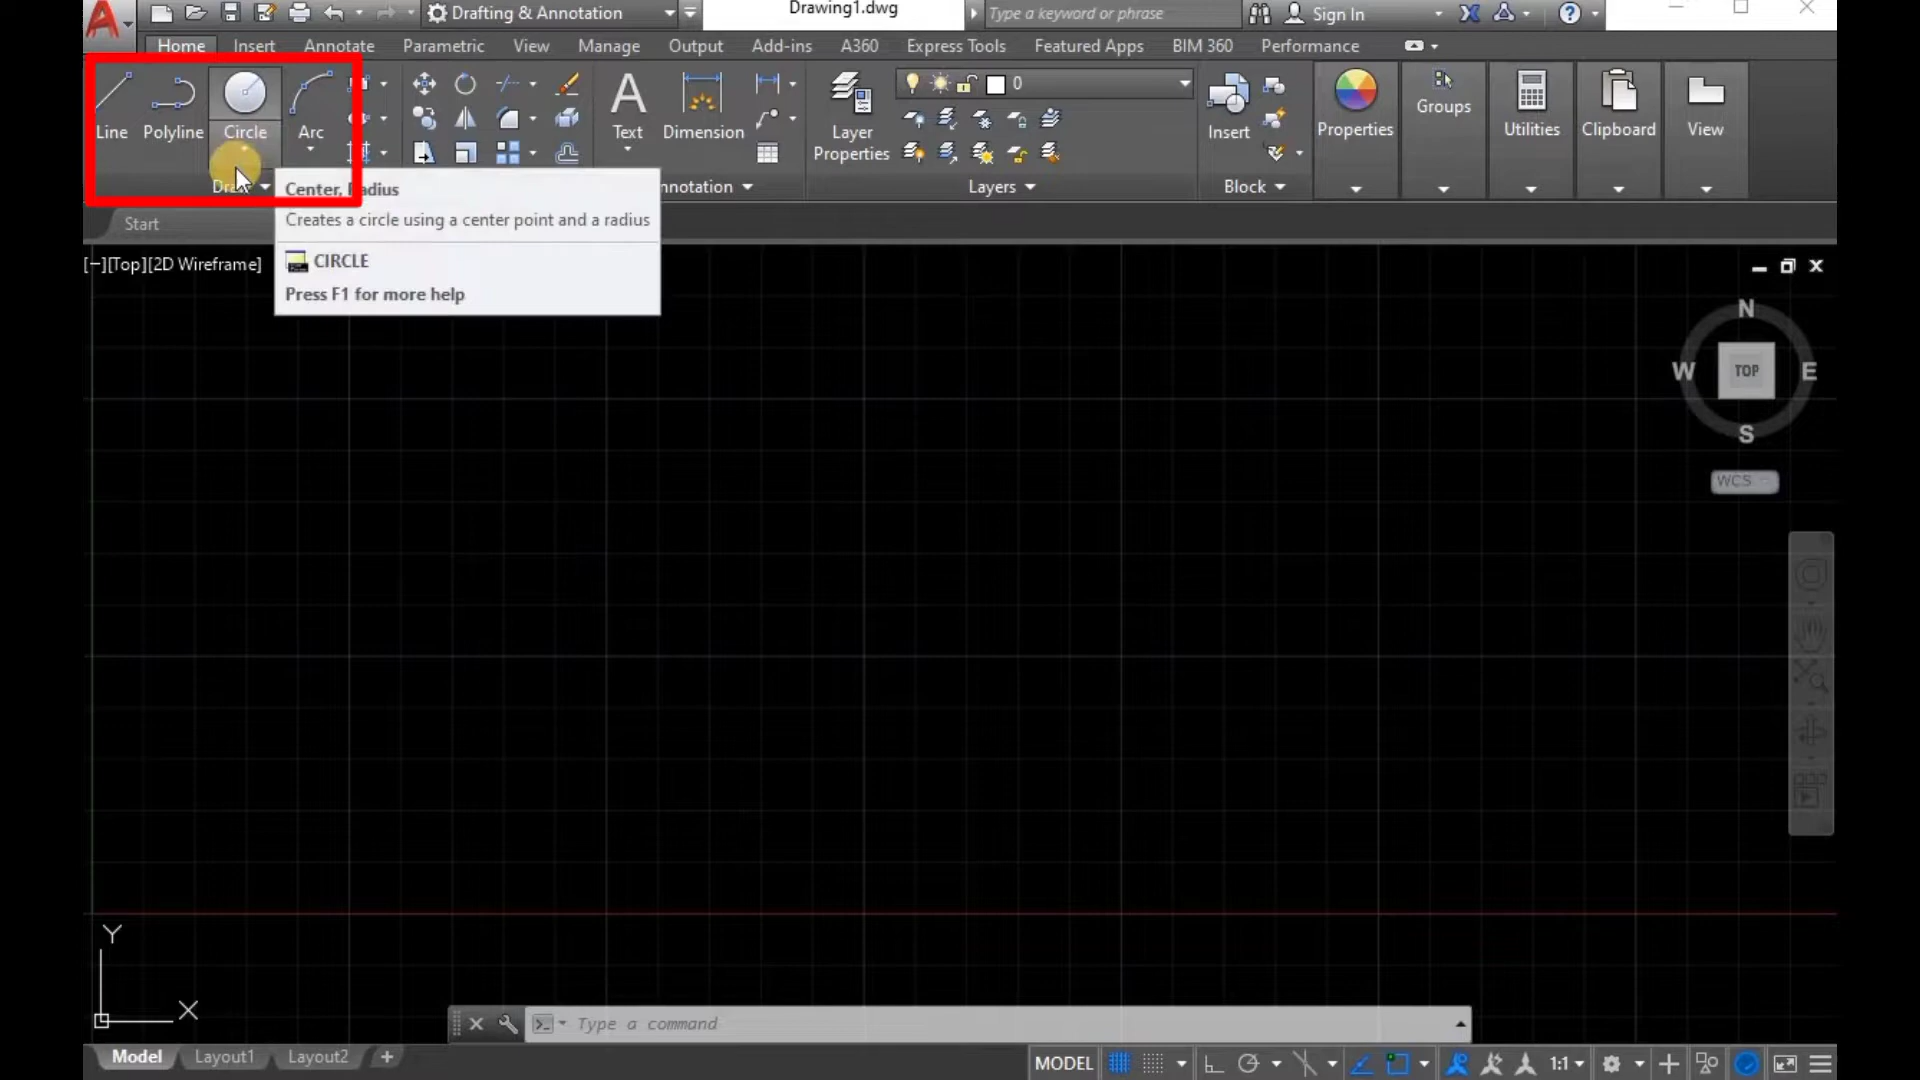 Drafting & Annotation
Drawing1.dwg
Type a keyword or phrase
Sign In
Home
Insert
Annotate
Parametric
View
Manage
Output
Add-ins
A360
Express Tools
Featured Apps
BIM 360
Performance
Line
Polyline
Circle
Arc
Text
Dimension
Layer
Properties
0
Insert
Properties
Groups
Utilities
Clipboard
View
nnotation
Layers
Block
Center,
adius
Creates a circle using a center point and a radius
CIRCLE
Press F1 for more help
Start
[−][Top][2D Wireframe]
N
W
TOP
E
S
WCS
Y
X
Type a command
Model
Layout1
Layout2
MODEL
1:1